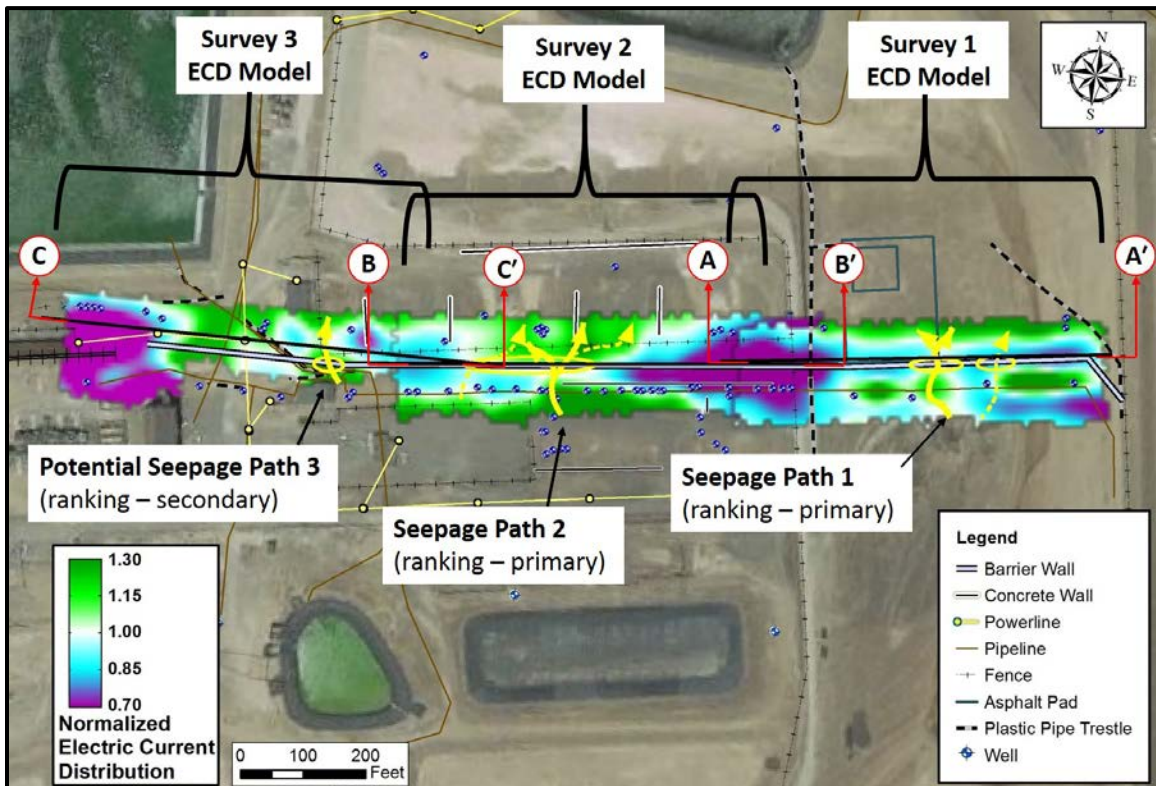 Survey 3
ECD Model
Survey 2
ECD Model
Survey 1
ECD Model
N
W
E
S
C
B
C′
A
B′
A′
Potential Seepage Path 3
(ranking – secondary)
Seepage Path 2
(ranking – primary)
Seepage Path 1
(ranking – primary)
1.30
1.15
1.00
0.85
0.70
Normalized
Electric Current
Distribution
0 50 100 200
Feet
Legend
Barrier Wall
Concrete Wall
Powerline
Pipeline
Fence
Asphalt Pad
Plastic Pipe Trestle
Well